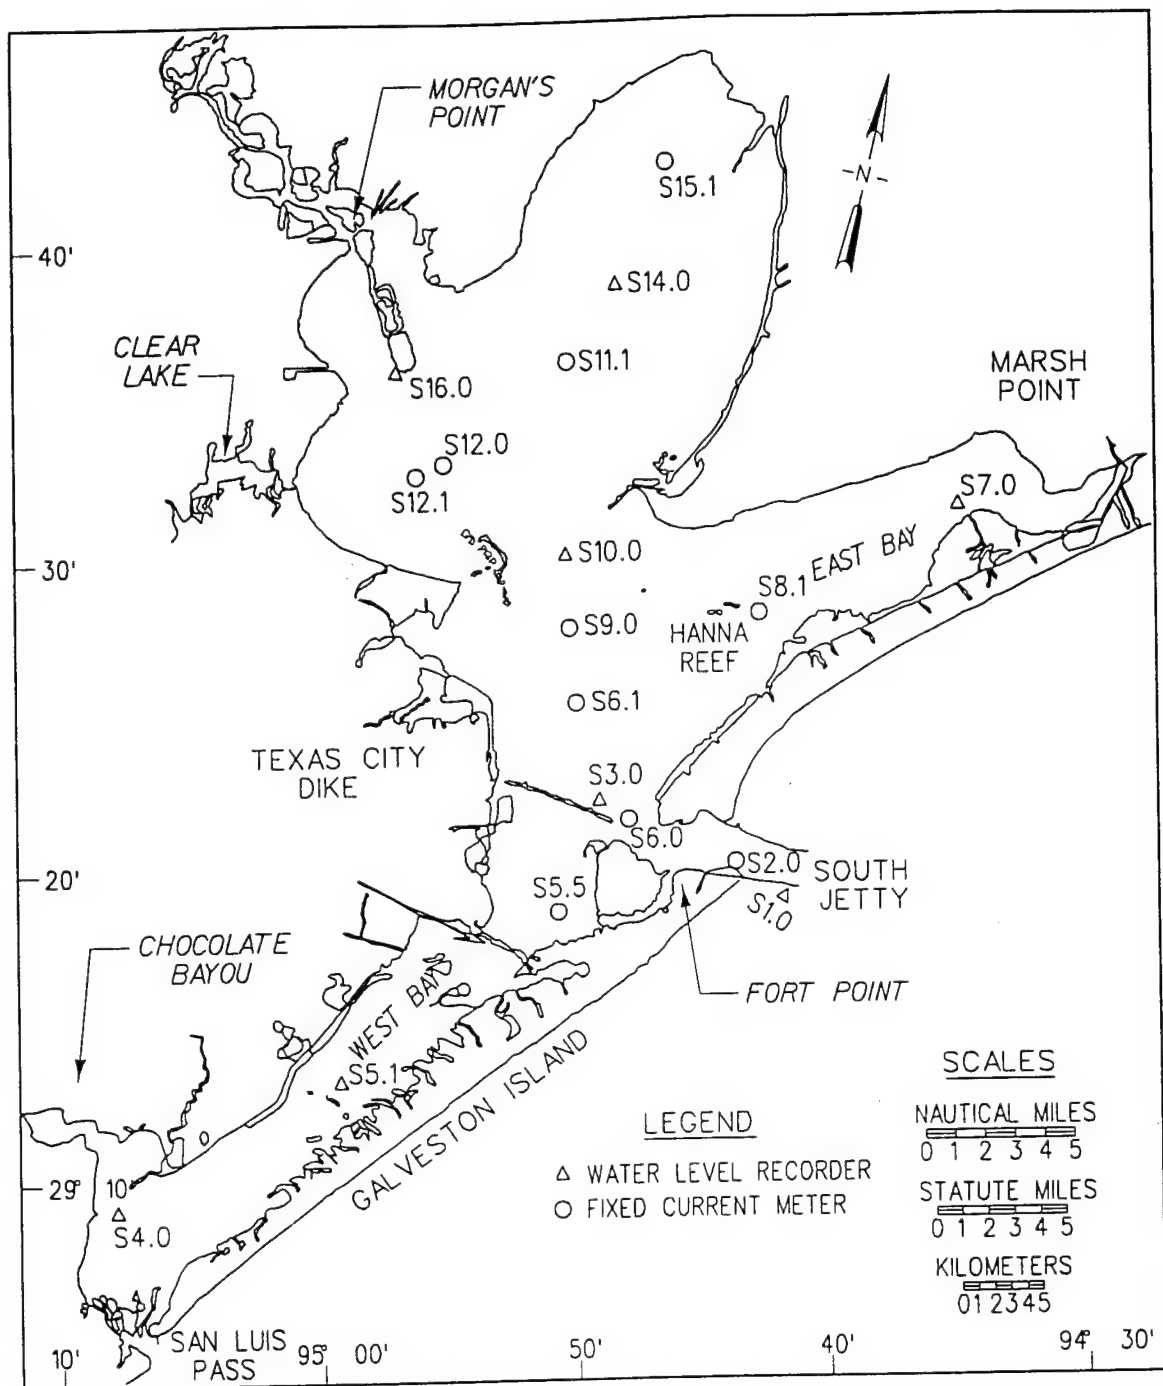 MORGAN'S
POINT
S15.1
-N-
40'
S14.0
CLEAR
LAKE
S11.1
MARSH
POINT
S16.0
S12.0
S12.1
S7.0
S10.0
EAST BAY
30'
S8.1
S9.0
HANNA
REEF
S6.1
TEXAS CITY
DIKE
S3.0
S6.0
S2.0
SOUTH
JETTY
20'
S5.5
S1.0
CHOCOLATE
BAYOU
FORT POINT
WEST BAY
S5.1
GALVESTON ISLAND
SCALES
LEGEND
NAUTICAL MILES
0 1 2 3 4 5
WATER LEVEL RECORDER
FIXED CURRENT METER
STATUTE MILES
0 1 2 3 4 5
29° 10
S4.0
KILOMETERS
0 1 2 3 4 5
SAN LUIS
PASS
10'
95° 00'
50'
40'
94° 30'